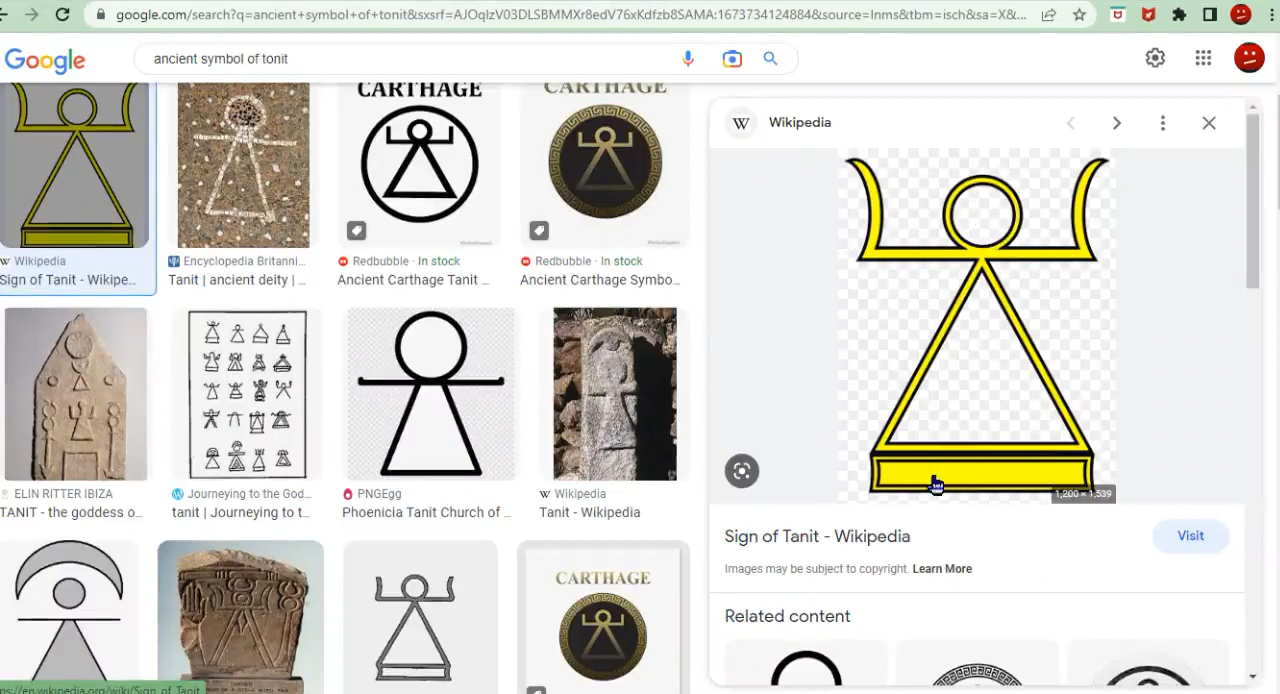 google.com/search?q=ancient+symbol+of+tonit&sxsrf=AJOqlzV03DLSBMMXr8edV76xKdfzb8SAMA:1673734124884&source=lnms&tbm=isch&sa=X&...
Google
ancient symbol of tonit
CARTHAGE
CARTHAGE
Wikipedia
Wikipedia
Encyclopedia Britanni...
Redbubble · In stock
Redbubble · In stock
Sign of Tanit - Wikipe...
Tanit | ancient deity | ...
Ancient Carthage Tanit ...
Ancient Carthage Symbo...
1,200 × 1,539
ELIN RITTER IBIZA
Journeying to the God...
PNGEgg
Wikipedia
TANIT - the goddess o...
tanit | Journeying to t...
Phoenicia Tanit Church of ...
Tanit - Wikipedia
Sign of Tanit - Wikipedia
Visit
Images may be subject to copyright. Learn More
Related content
CARTHAGE
ps://en.wikipedia.org/wiki/Sign_of_Tanit